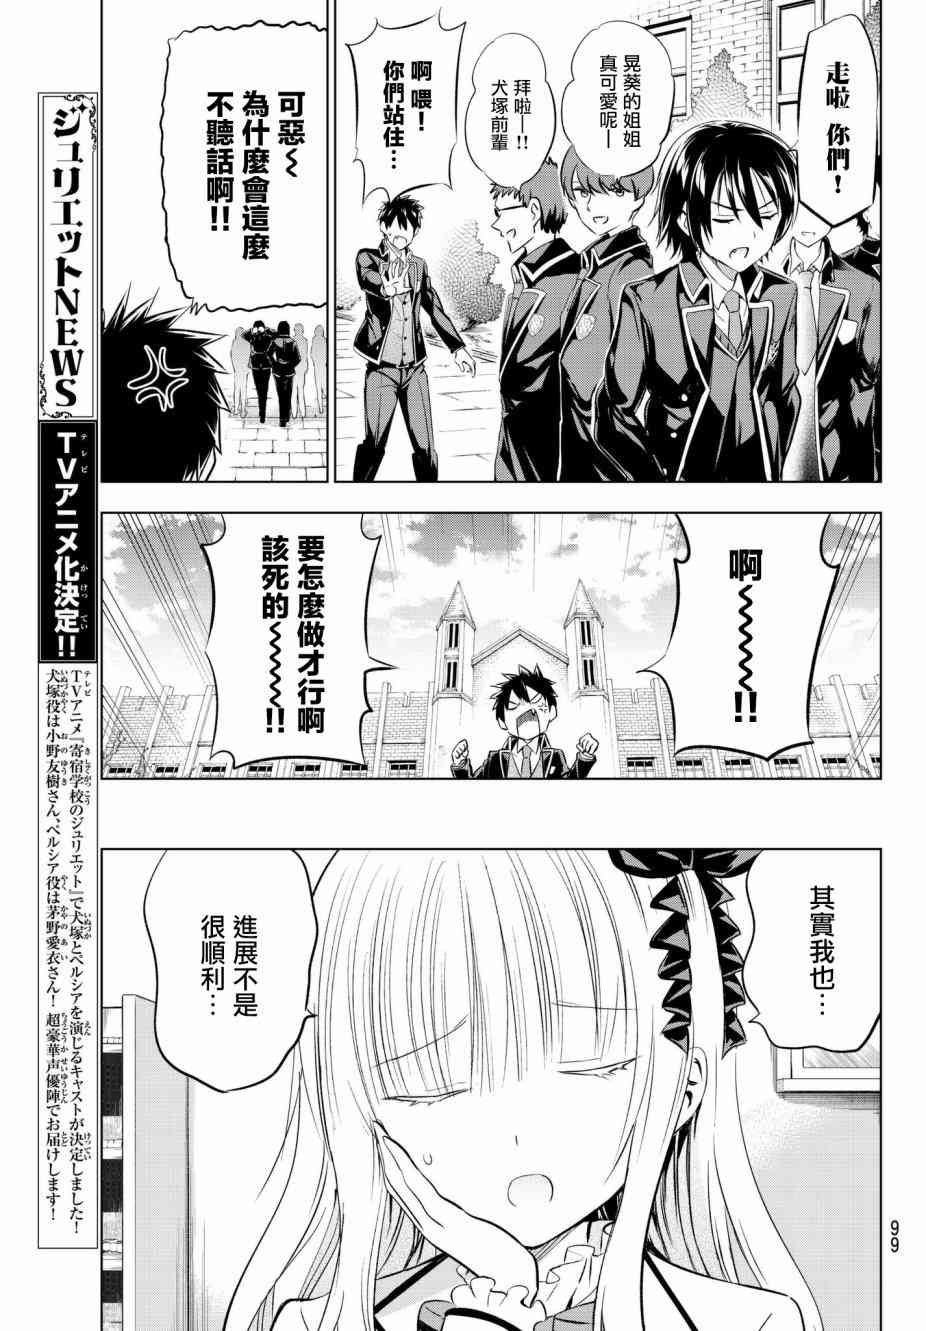 走啦 你們！
晃葵的姐姐
真可愛呢ー
拜啦ー!!
犬塚前輩
啊 喂！
你們站住…
可惡～
為什麼會這麼
不聽話啊!!
啊～～～～!!
要怎麼做才行啊
該死的～～～～!!
其實我也…
進展不是
很順利…
ジュリエットNEWS
TVアニメ化決定!!
TVアニメ『寄宿学校のジュリエット』で犬塚とペルシアを演じるキャストが決定しました！
犬塚役は小野友樹さん、ペルシア役は茅野愛衣さん！ 超豪華声優陣でお届けします！
99